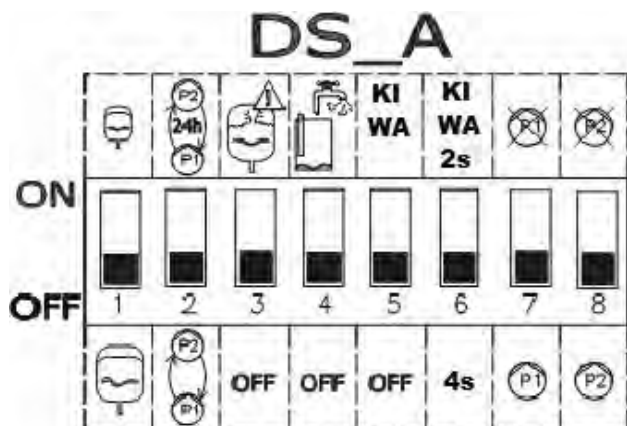 DS_A
P2 24h P1
3E
!
KI WA
KI WA 2s
P1
P2
ON
OFF
1 2 3 4 5 6 7 8
P2 P1 OFF OFF OFF 4s P1 P2